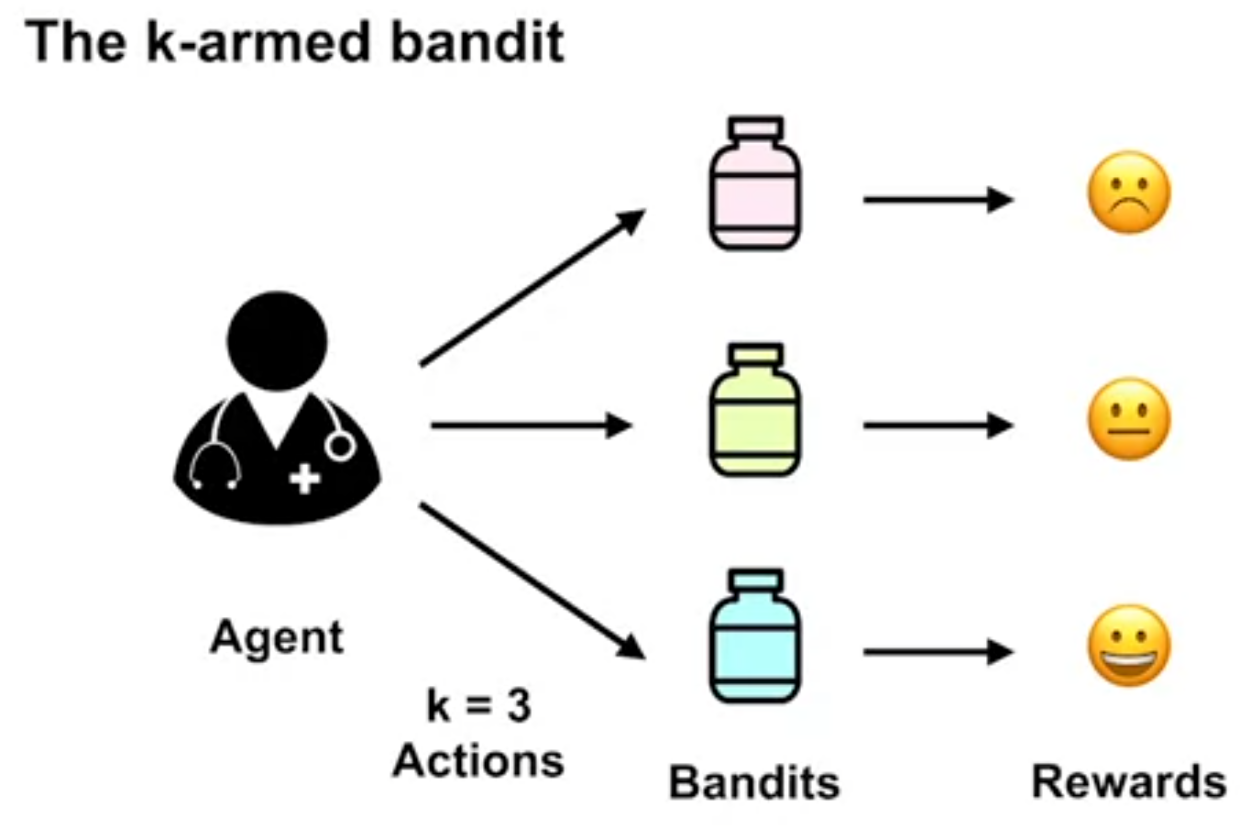 The k-armed bandit
Agent
k = 3
Actions
Bandits
Rewards